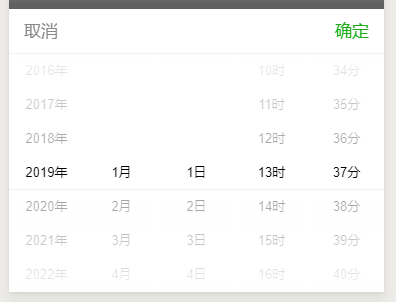 取消 确定
2016年 10时 34分
2017年 11时 35分
2018年 12时 36分
2019年 1月 1日 13时 37分
2020年 2月 2日 14时 38分
2021年 3月 3日 15时 39分
2022年 4月 4日 16时 40分